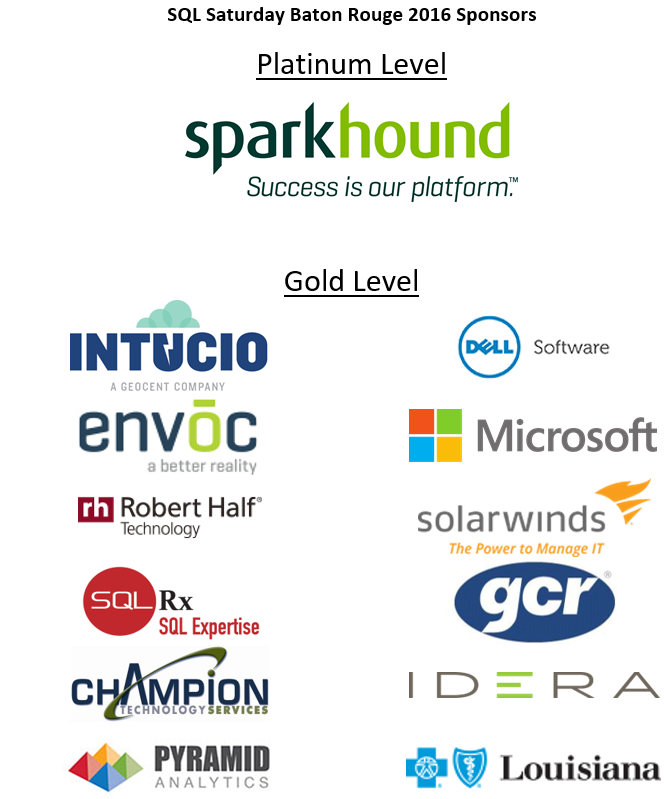 SQL Saturday Baton Rouge 2016 Sponsors
Platinum Level
sparkhound
Success is our platform.™
Gold Level
INTUCIO
A GEOCENT COMPANY
DELL Software
envōc
a better reality
Microsoft
rh Robert Half®
Technology
solarwinds
The Power to Manage IT
SQL Rx
SQL Expertise
gcr®
CHAMPION
TECHNOLOGY SERVICES
IDERA
PYRAMID
ANALYTICS
Louisiana